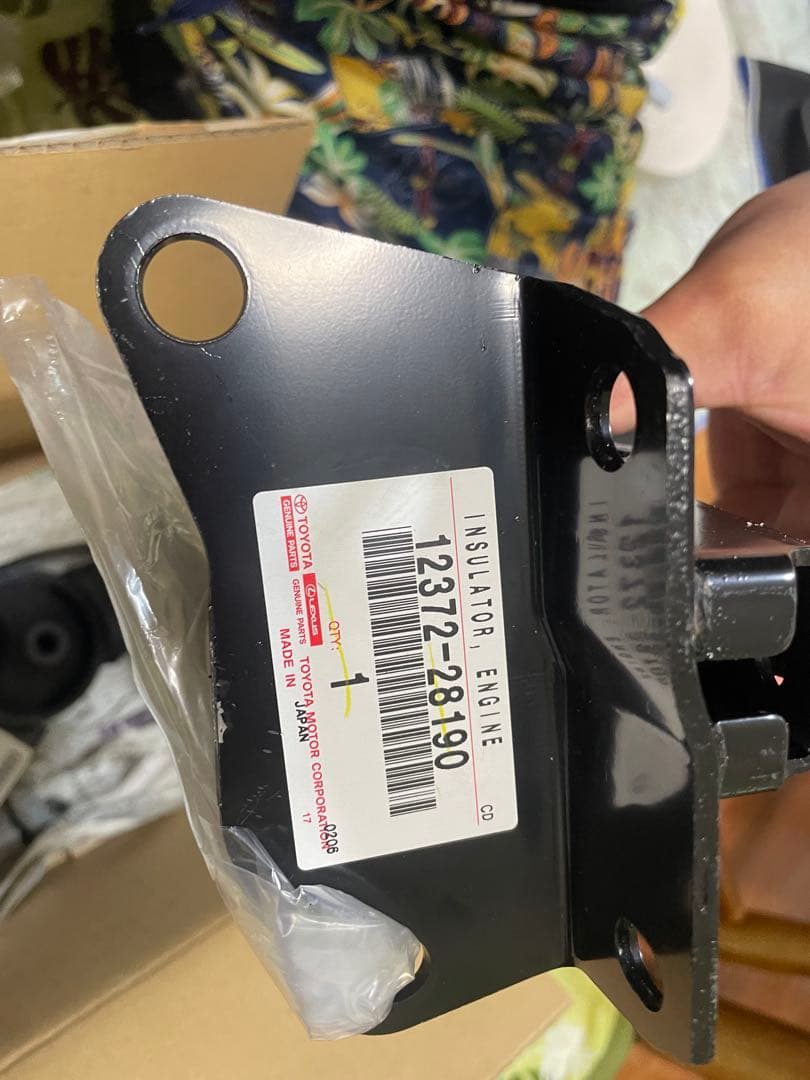 INSULATOR, ENGINE CD
12372-28190
QTY: 1
TOYOTA LEXUS TOYOTA MOTOR CORPORATION 0206
GENUINE PARTS GENUINE PARTS MADE IN JAPAN 17